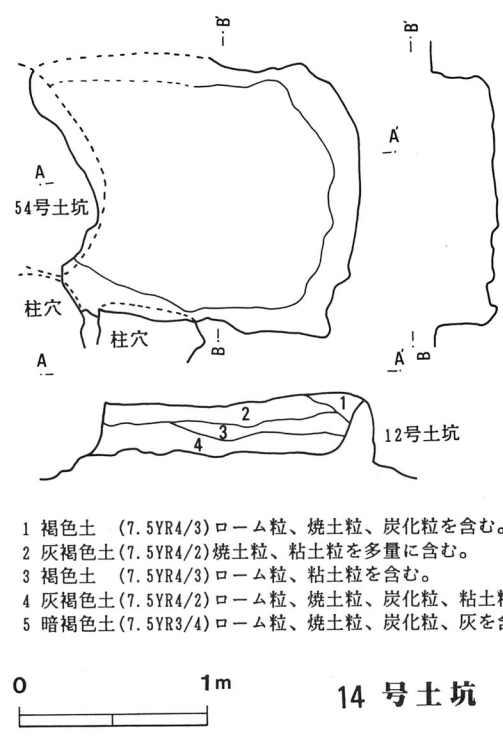 B'
B'
A'
A
54号土坑
柱穴
柱穴
B
B
A
A'
1
2
3
4
12号土坑
1 褐色土 (7.5YR4/3)ローム粒、焼土粒、炭化粒を含む。
2 灰褐色土(7.5YR4/2)焼土粒、粘土粒を多量に含む。
3 褐色土 (7.5YR4/3)ローム粒、粘土粒を含む。
4 灰褐色土(7.5YR4/2)ローム粒、焼土粒、炭化粒、粘土粒
5 暗褐色土(7.5YR3/4)ローム粒、焼土粒、炭化粒、灰を含
0 1m
14 号土坑